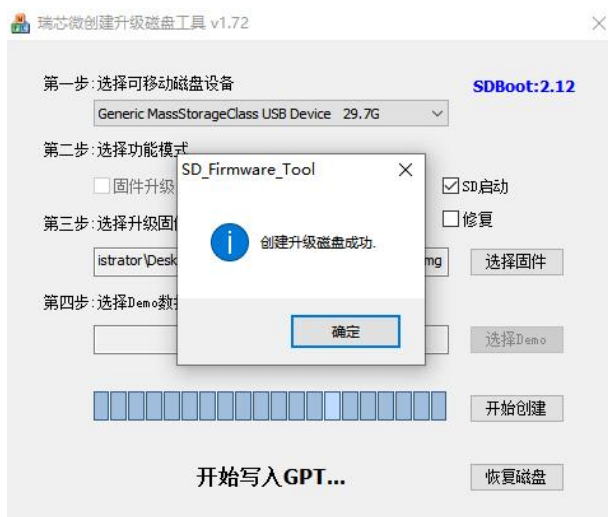 瑞芯微创建升级磁盘工具 v1.72
第一步:选择可移动磁盘设备
SDBoot:2.12
Generic MassStorageClass USB Device 29.7G
第二步:选择功能模式
固件升级
SD启动
修复
SD_Firmware_Tool
创建升级磁盘成功.
确定
第三步:选择升级固
istrator\Desk
mg
选择固件
第四步:选择Demo数
选择Demo
开始创建
开始写入GPT...
恢复磁盘